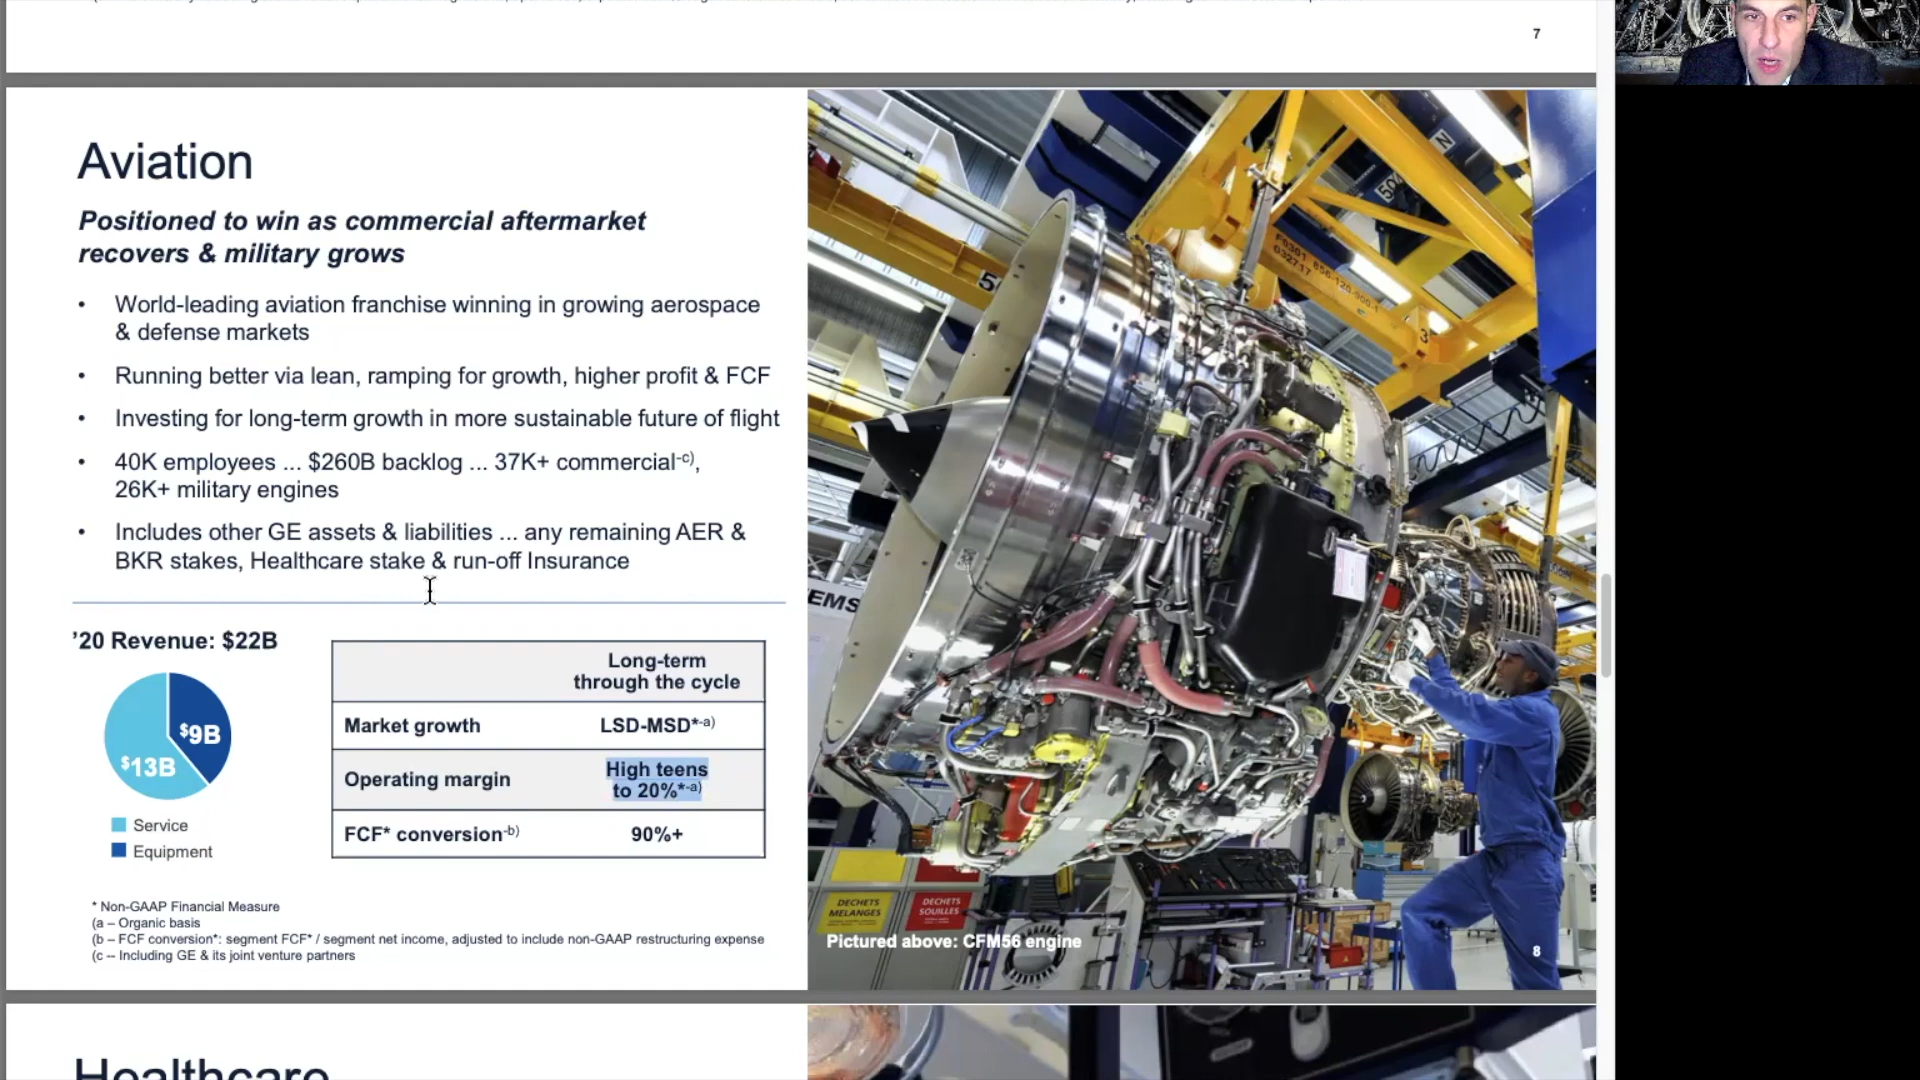 7
Aviation
Positioned to win as commercial aftermarket
recovers & military grows
• World-leading aviation franchise winning in growing aerospace
& defense markets
• Running better via lean, ramping for growth, higher profit & FCF
• Investing for long-term growth in more sustainable future of flight
• 40K employees ... $260B backlog ... 37K+ commercial-c),
26K+ military engines
• Includes other GE assets & liabilities ... any remaining AER &
BKR stakes, Healthcare stake & run-off Insurance
’20 Revenue: $22B
$9B
$13B
Service
Equipment
Long-term
through the cycle
Market growth LSD-MSD*-a)
Operating margin High teens
to 20%*-a)
FCF* conversion-b) 90%+
* Non-GAAP Financial Measure
(a – Organic basis
(b – FCF conversion*: segment FCF* / segment net income, adjusted to include non-GAAP restructuring expense
(c – Including GE & its joint venture partners
N
504
5
3
EMS
DECHETS
MELANGES
DECHETS
SOUILLES
Pictured above: CFM56 engine
8
Healthcare